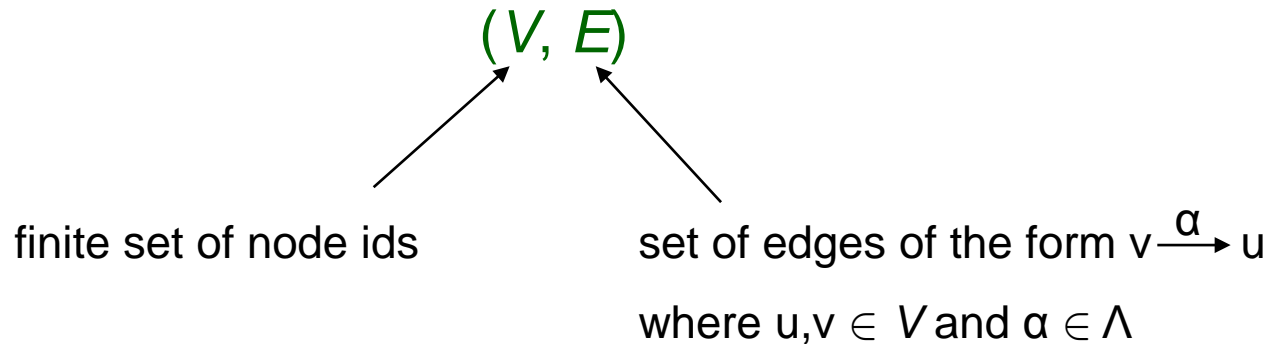 (V, E)
finite set of node ids
set of edges of the form v α u
where u,v ∈ V and α ∈ Λ